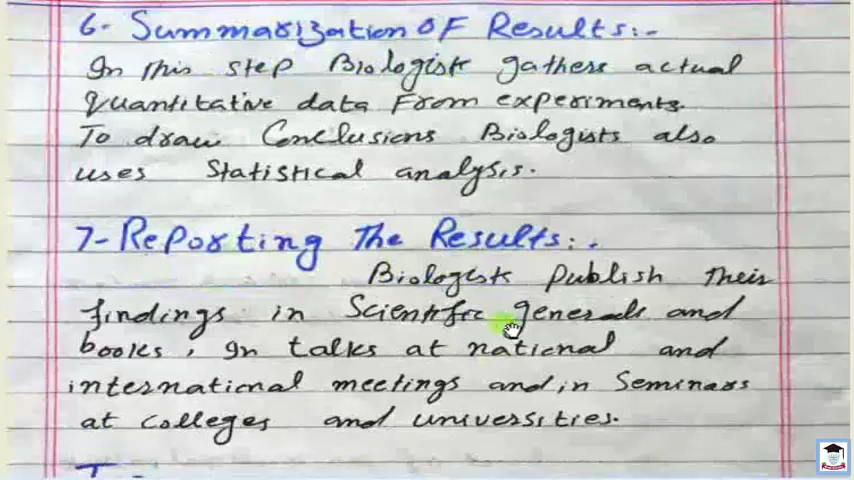 6- Summarization of Results:-
In this step Biologist gathers actual
Quantitative data from experiments.
To draw Conclusions Biologists also
uses Statistical analysis.
7- Reporting The Results:-
Biologist publish their
findings in Scientific generals and
books, In talks at national and
international meetings and in Seminars
at colleges and universities.